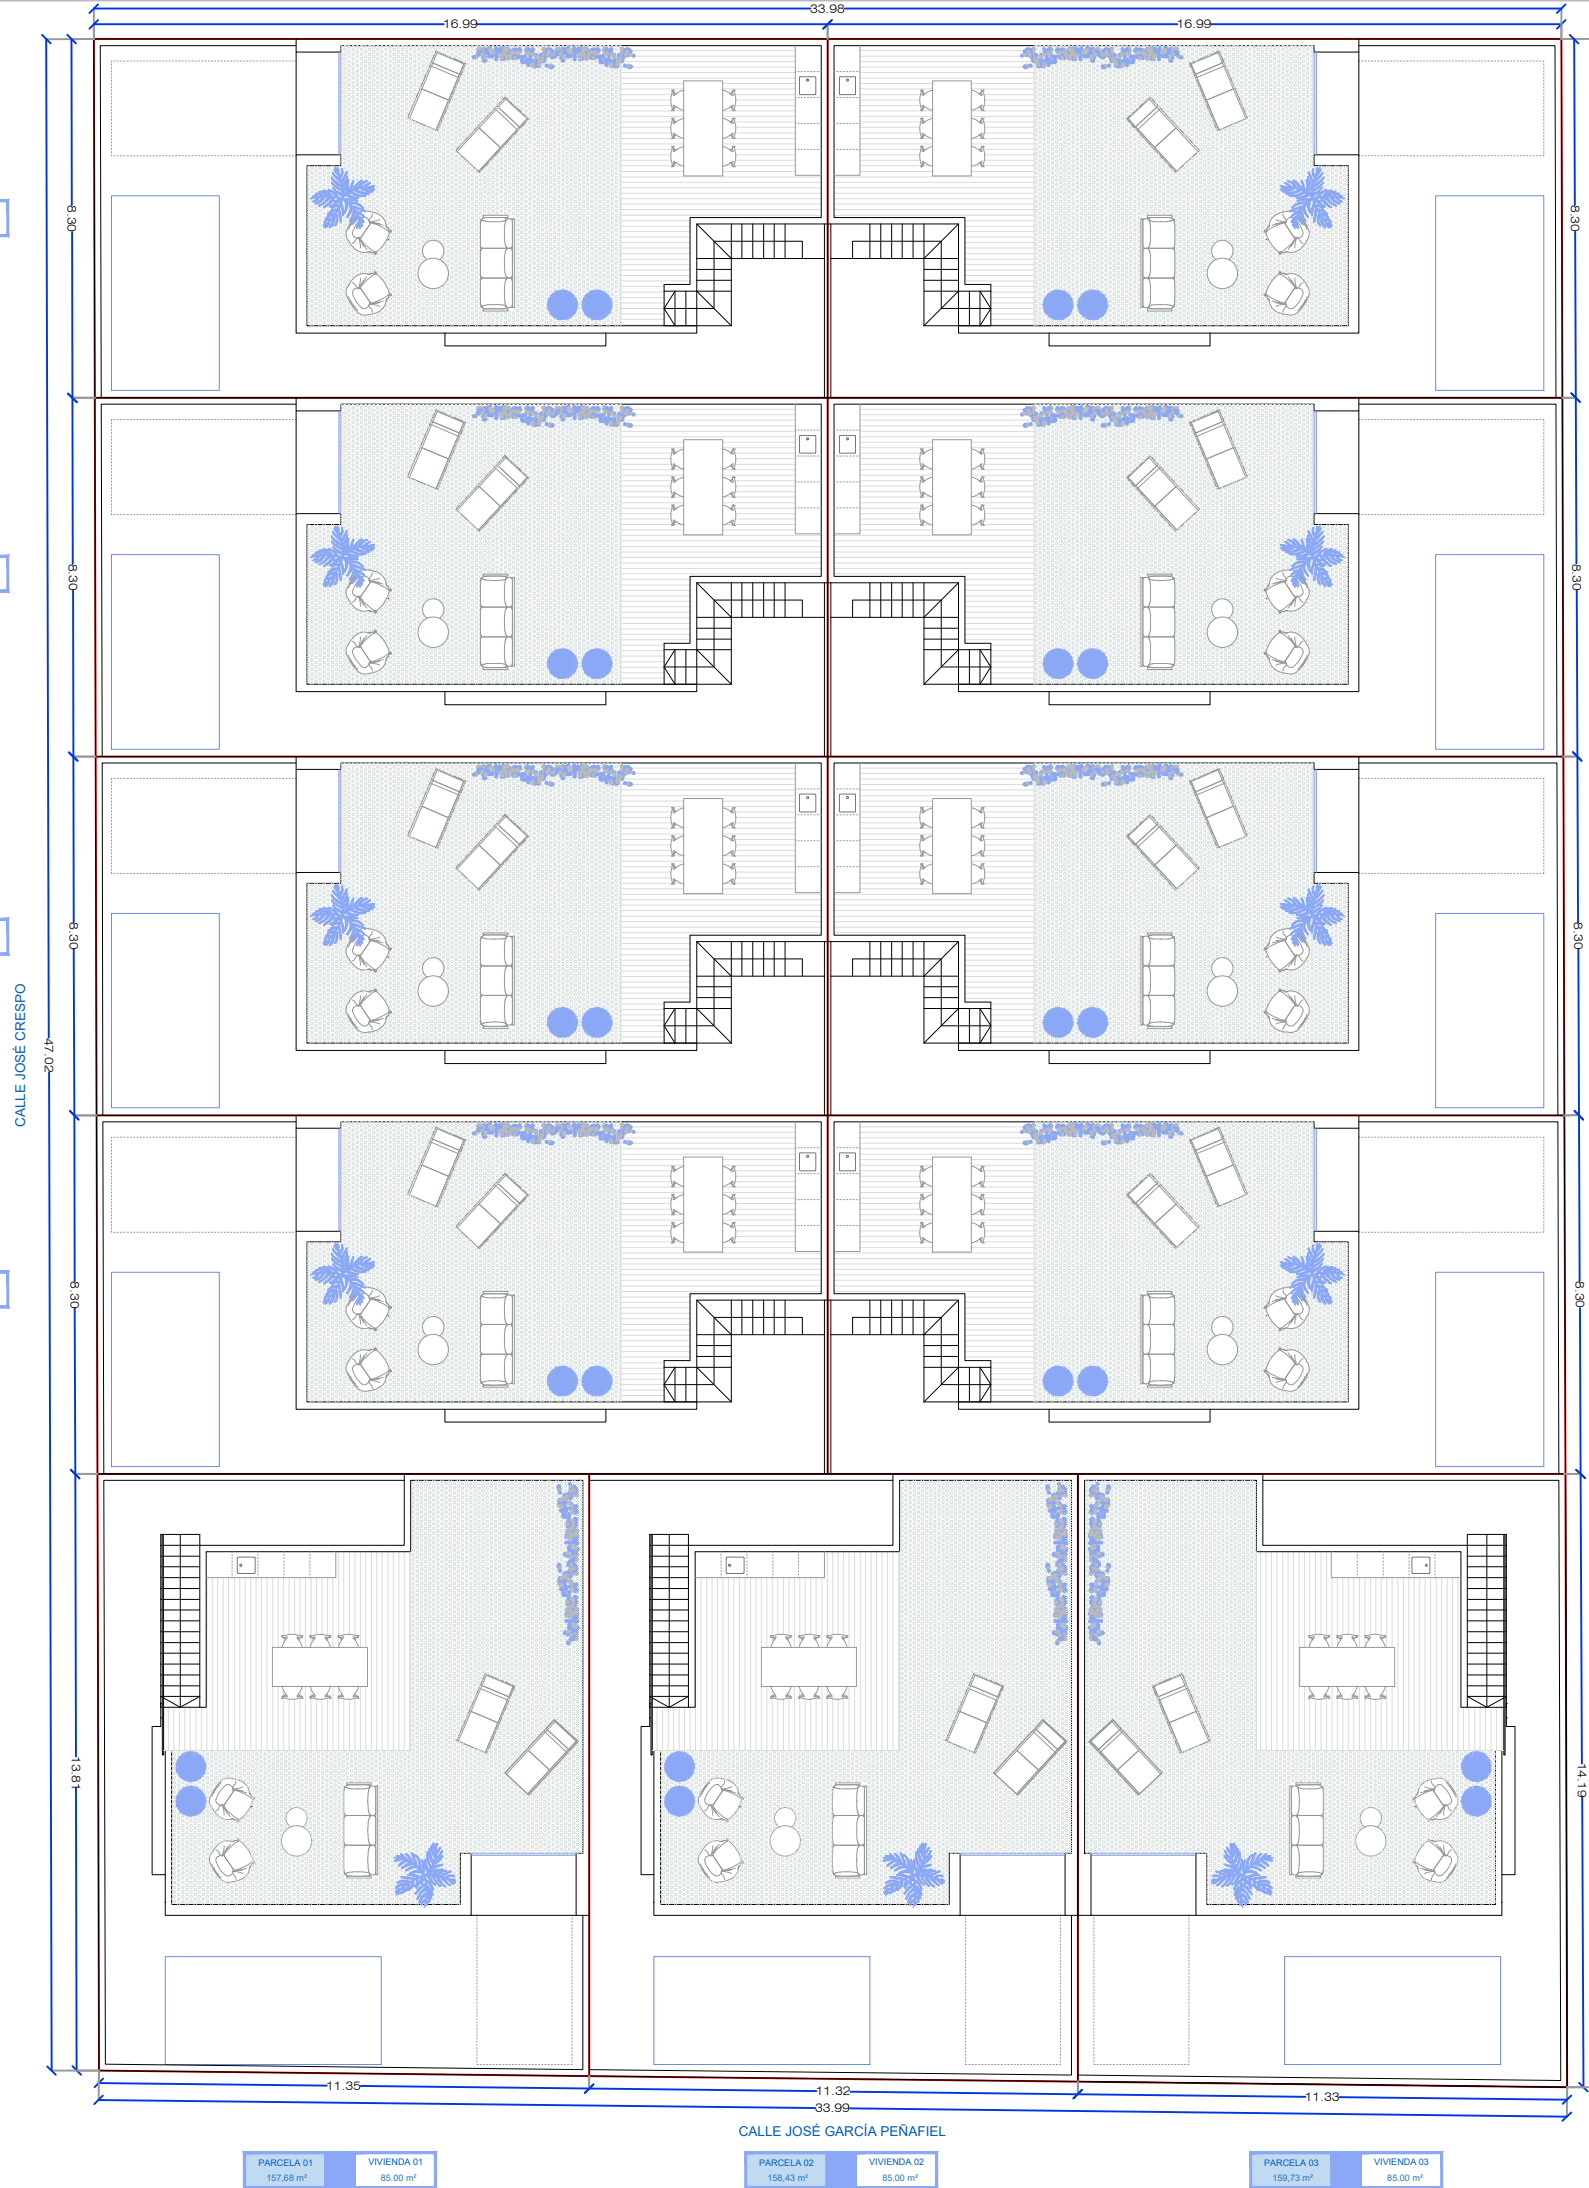 33.98
16.99
16.99
8.30
8.30
8.30
8.30
8.30
8.30
CALLE JOSÉ CRESPO
47.02
8.30
8.30
13.81
14.19
11.35
11.32
11.33
33.99
CALLE JOSÉ GARCÍA PEÑAFIEL
PARCELA 01
VIVIENDA 01
157,68 m²
85.00 m²
PARCELA 02
VIVIENDA 02
158,43 m²
85.00 m²
PARCELA 03
VIVIENDA 03
159,73 m²
85.00 m²